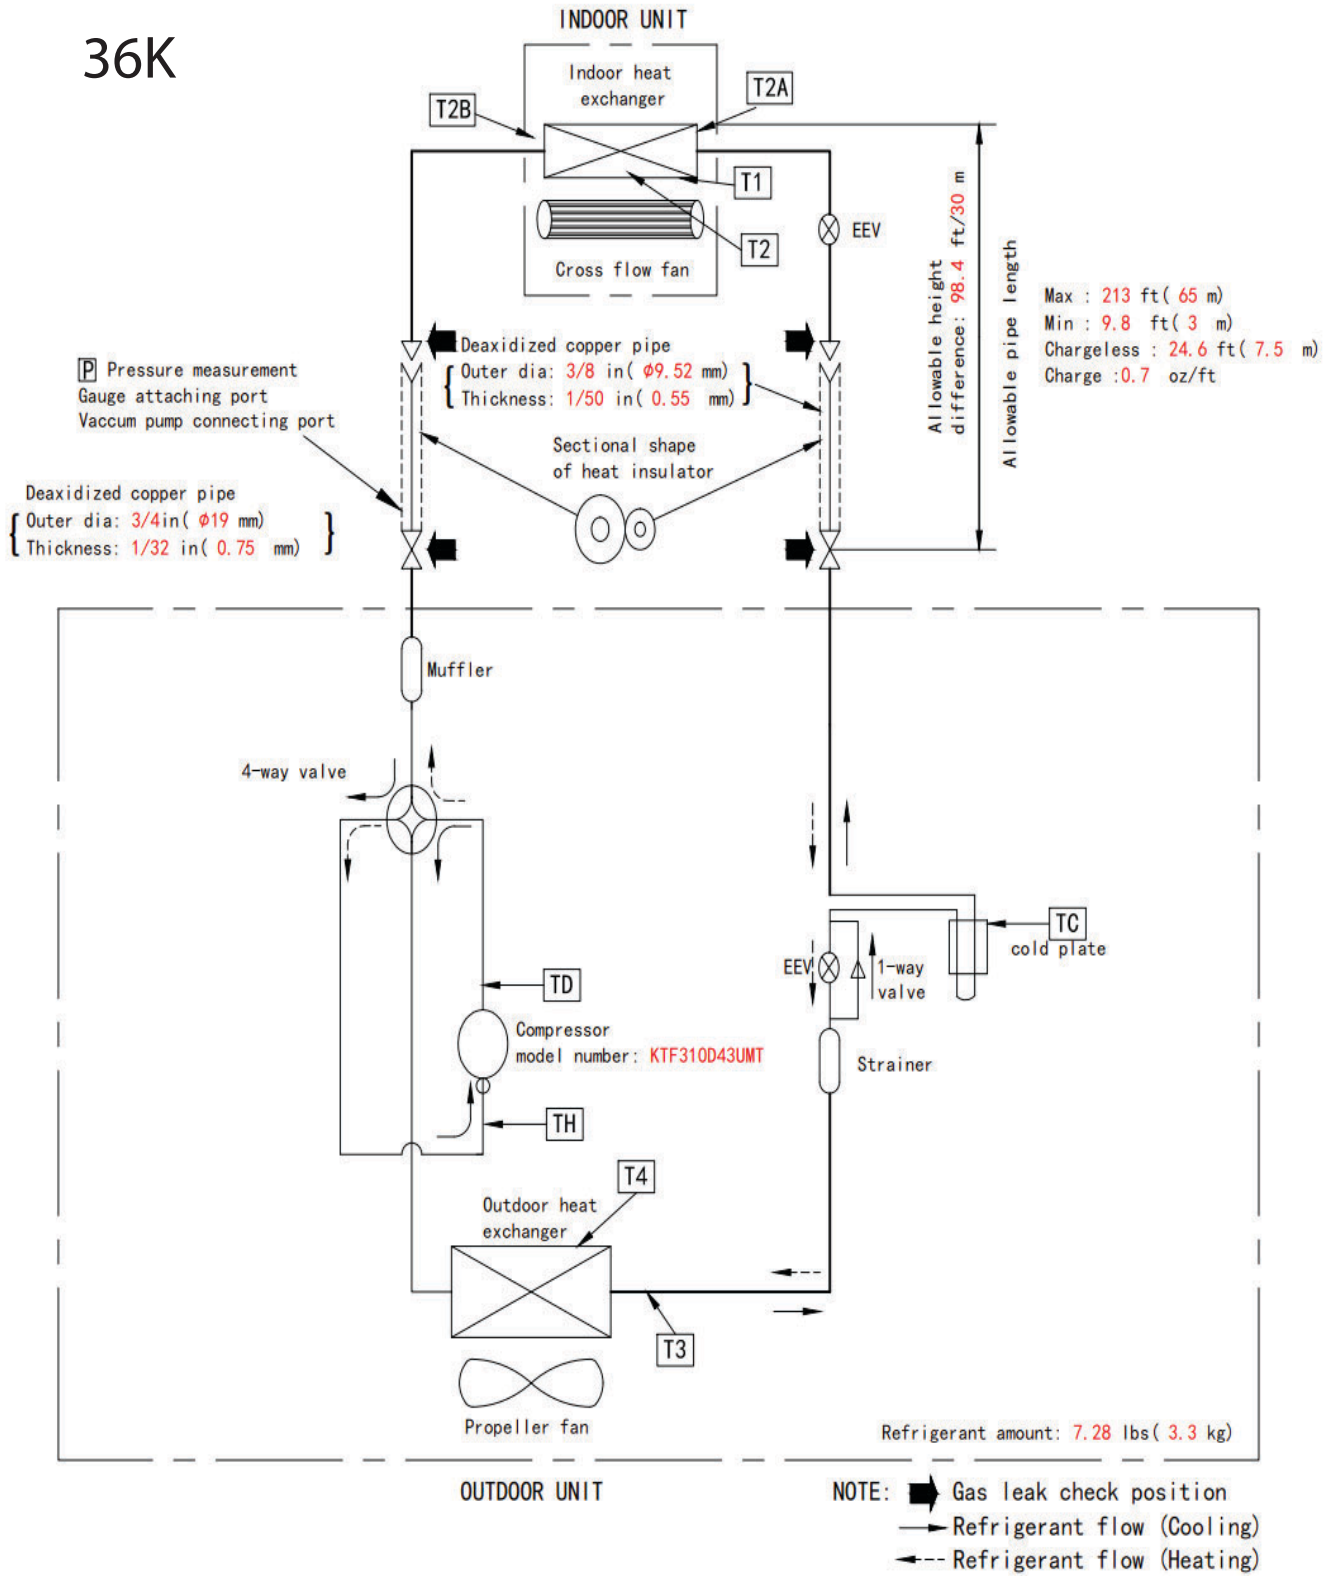 INDOOR UNIT
36K
Indoor heat
exchanger
T2A
T2B
T1
T2
EEV
Cross flow fan
Allowable height
difference: 98.4 ft/30 m
Allowable pipe length
Max : 213 ft( 65 m)
Min : 9.8 ft( 3 m)
Chargeless : 24.6 ft( 7.5 m)
Charge :0.7 oz/ft
Deaxidized copper pipe
{ Outer dia: 3/8 in( φ9.52 mm) }
Thickness: 1/50 in( 0.55 mm)
P Pressure measurement
Gauge attaching port
Vaccum pump connecting port
Sectional shape
of heat insulator
Deaxidized copper pipe
{ Outer dia: 3/4in( φ19 mm) }
Thickness: 1/32 in( 0.75 mm)
Muffler
4-way valve
TC
cold plate
EEV
1-way
valve
TD
Compressor
model number: KTF310D43UMT
Strainer
TH
T4
Outdoor heat
exchanger
T3
Propeller fan
Refrigerant amount: 7.28 lbs( 3.3 kg)
OUTDOOR UNIT
NOTE: Gas leak check position
Refrigerant flow (Cooling)
Refrigerant flow (Heating)